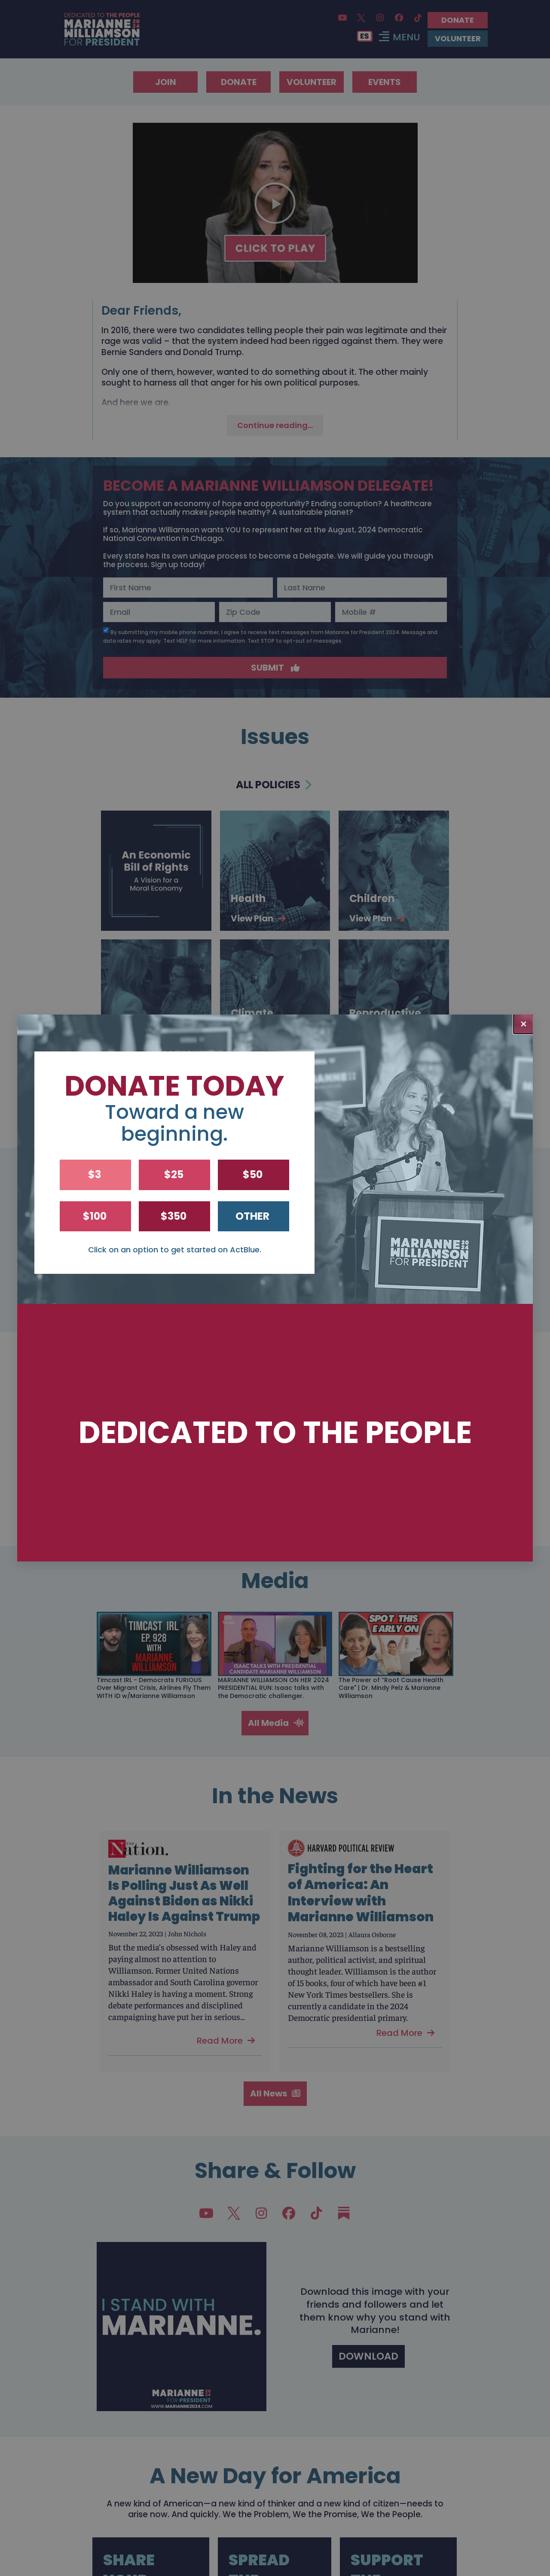 DEDICATED TO THE PEOPLE
MARIANNE
WILLIAMSON
FOR PRESIDENT
DONATE
ES
MENU
VOLUNTEER
JOIN
DONATE
VOLUNTEER
EVENTS
CLICK TO PLAY
Dear Friends,
In 2016, there were two candidates telling people their pain was legitimate and their
rage was valid – that the system indeed had been rigged against them. They were
Bernie Sanders and Donald Trump.
Only one of them, however, wanted to do something about it. The other mainly
sought to harness all that anger for his own political purposes.
And here we are.
Continue reading...
BECOME A MARIANNE WILLIAMSON DELEGATE!
Do you support an economy of hope and opportunity? Ending corruption? A healthcare
system that actually makes people healthy? A sustainable planet?
If so, Marianne Williamson wants YOU to represent her at the August, 2024 Democratic
National Convention in Chicago.
Every state has its own unique process to become a Delegate. We will guide you through
the process. Sign up today!
First Name
Last Name
Email
Zip Code
Mobile #
By submitting my mobile phone number, I agree to receive text messages from Marianne for President 2024. Message and
data rates may apply. Text HELP for more information. Text STOP to opt-out of messages.
SUBMIT
Issues
ALL POLICIES
An Economic
Bill of Rights
A Vision for a
Moral Economy
Health
View Plan
Children
View Plan
Climate
Reproductive
×
DONATE TODAY
Toward a new
beginning.
$3
$25
$50
$100
$350
OTHER
Click on an option to get started on ActBlue.
MARIANNE 2024
WILLIAMSON
FOR PRESIDENT
DEDICATED TO THE PEOPLE
Media
TIMCAST IRL
EP. 928
WITH
MARIANNE
WILLIAMSON
ISAAC TALKS WITH PRESIDENTIAL
CANDIDATE MARIANNE WILLIAMSON
SPOT THIS
EARLY ON
Timcast IRL - Democrats FURIOUS
Over Migrant Crisis, Airlines Fly Them
WITH ID w/Marianne Williamson
MARIANNE WILLIAMSON ON HER 2024
PRESIDENTIAL RUN: Isaac talks with
the Democratic challenger.
The Power of "Root Cause Health
Care" | Dr. Mindy Pelz & Marianne
Williamson
All Media
In the News
The Nation.
Marianne Williamson
Is Polling Just As Well
Against Biden as Nikki
Haley Is Against Trump
November 22, 2023 | John Nichols
But the media's obsessed with Haley and
paying almost no attention to
Williamson. Former United Nations
ambassador and South Carolina governor
Nikki Haley is having a moment. Strong
debate performances and disciplined
campaigning have put her in serious...
Read More
HARVARD POLITICAL REVIEW
Fighting for the Heart
of America: An
Interview with
Marianne Williamson
November 08, 2023 | Allaura Osborne
Marianne Williamson is a bestselling
author, political activist, and spiritual
thought leader. Williamson is the author
of 15 books, four of which have been #1
New York Times bestsellers. She is
currently a candidate in the 2024
Democratic presidential primary.
Read More
All News
Share & Follow
I STAND WITH
MARIANNE.
MARIANNE
FOR PRESIDENT
WWW.MARIANNE2024.COM
Download this image with your
friends and followers and let
them know why you stand with
Marianne!
DOWNLOAD
A New Day for America
A new kind of American—a new kind of thinker and a new kind of citizen—needs to
arise now. And quickly. We the Problem, We the Promise, We the People.
SHARE
SPREAD
SUPPORT